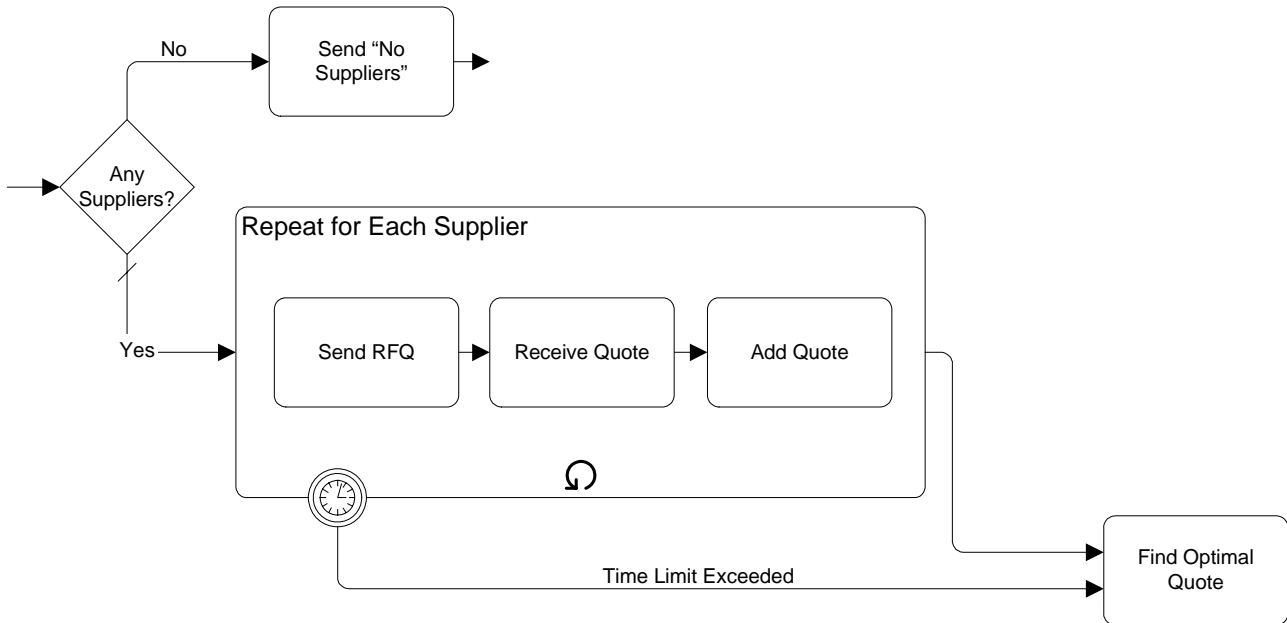 No
Send “No
Suppliers”
Any
Suppliers?
Repeat for Each Supplier
Send RFQ
Receive Quote
Add Quote
Yes
Time Limit Exceeded
Find Optimal
Quote